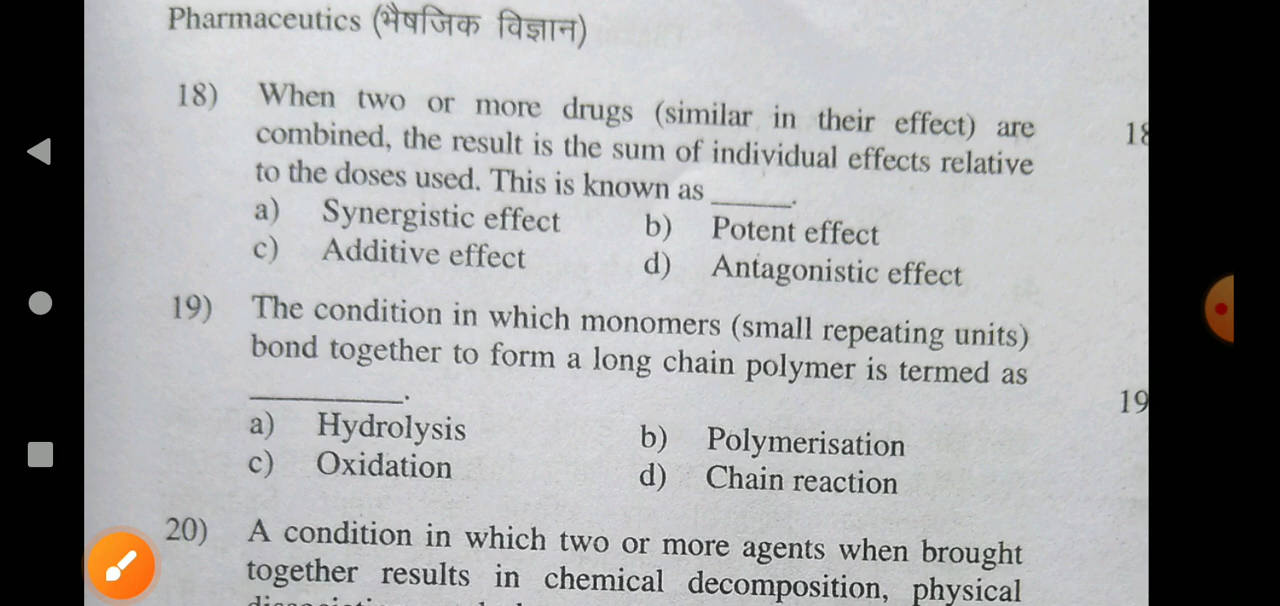 Pharmaceutics (भैषजिक विज्ञान)
18) When two or more drugs (similar in their effect) are
combined, the result is the sum of individual effects relative
to the doses used. This is known as ______.
a) Synergistic effect b) Potent effect
c) Additive effect d) Antagonistic effect
19) The condition in which monomers (small repeating units)
bond together to form a long chain polymer is termed as
___________.
a) Hydrolysis b) Polymerisation
c) Oxidation d) Chain reaction
20) A condition in which two or more agents when brought
together results in chemical decomposition, physical
18
19